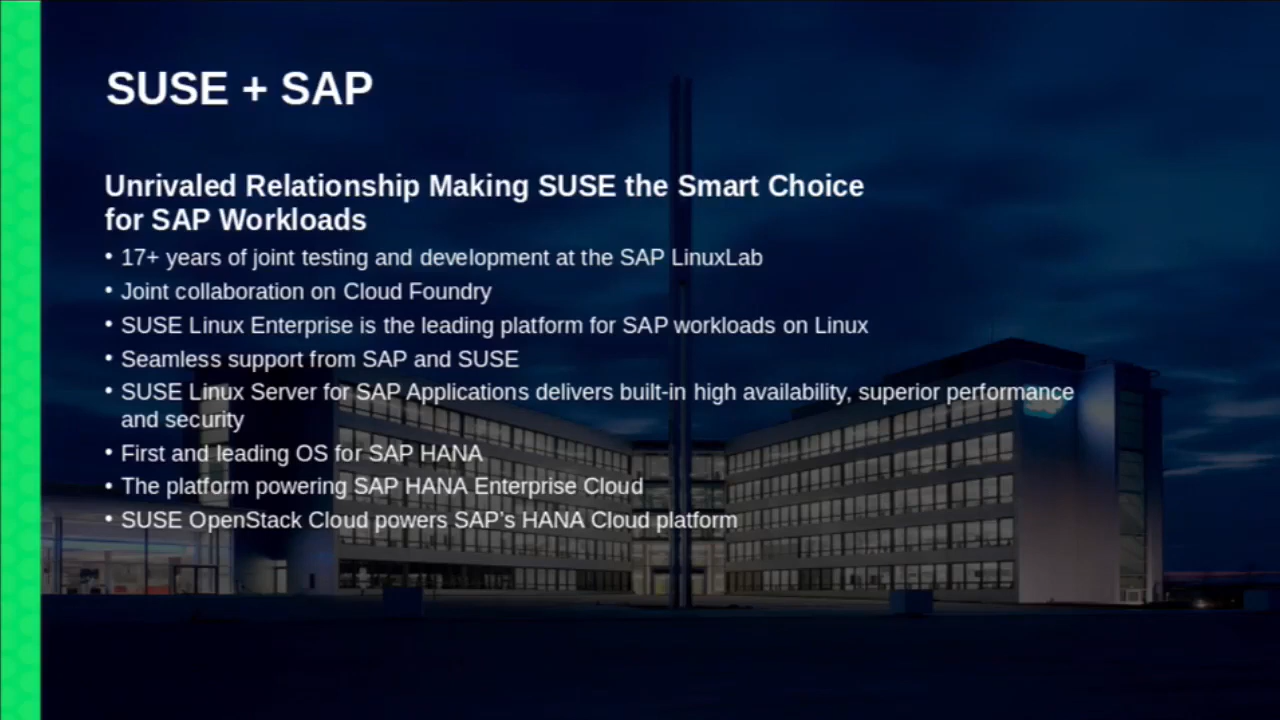 SUSE + SAP
Unrivaled Relationship Making SUSE the Smart Choice
for SAP Workloads
• 17+ years of joint testing and development at the SAP LinuxLab
• Joint collaboration on Cloud Foundry
• SUSE Linux Enterprise is the leading platform for SAP workloads on Linux
• Seamless support from SAP and SUSE
• SUSE Linux Server for SAP Applications delivers built-in high availability, superior performance
and security
• First and leading OS for SAP HANA
• The platform powering SAP HANA Enterprise Cloud
• SUSE OpenStack Cloud powers SAP's HANA Cloud platform